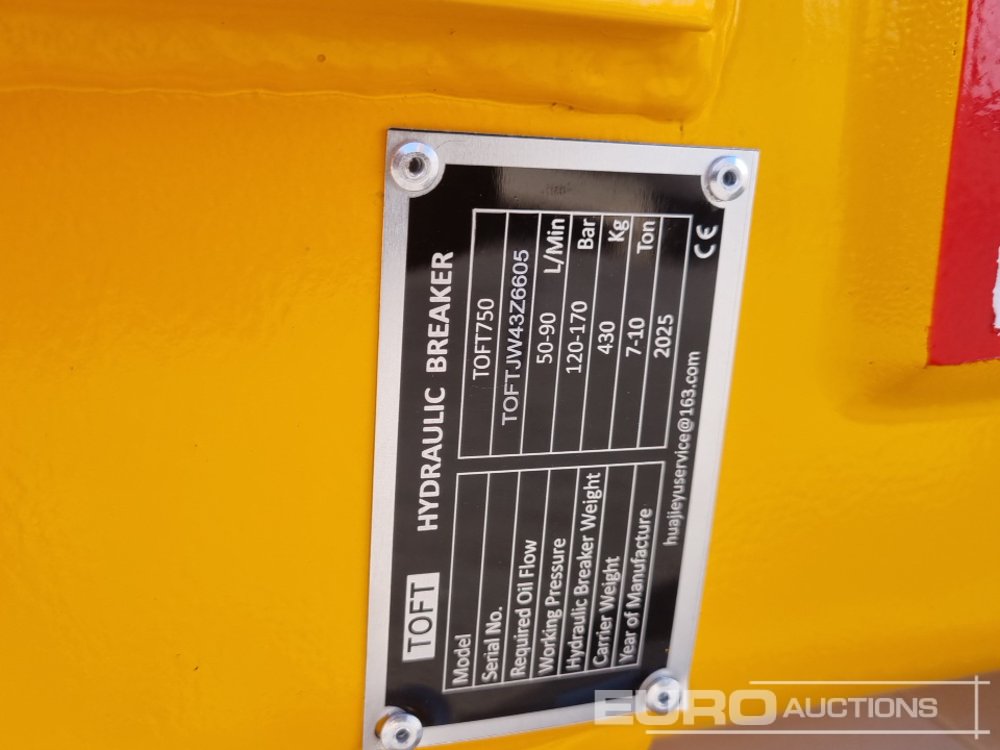 TOFT HYDRAULIC BREAKER
Model TOFT750
Serial No. TOFTJW43Z6605
Required Oil Flow 50-90 L/Min
Working Pressure 120-170 Bar
Hydraulic Breaker Weight 430 Kg
Carrier Weight 7-10 Ton
Year of Manufacture 2025
huajieyuservice@163.com CE
EURO AUCTIONS